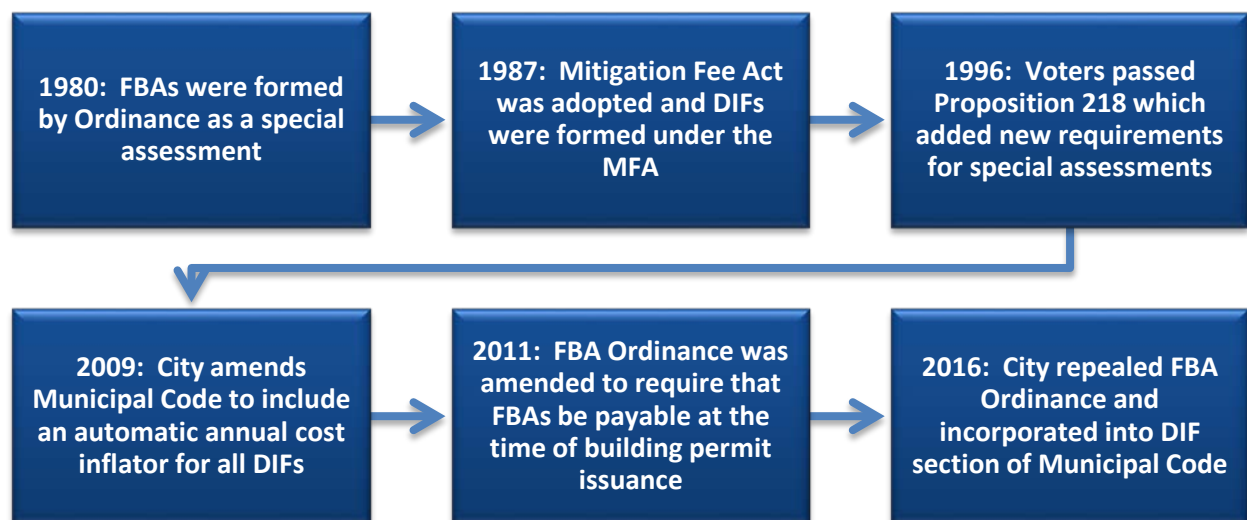 1980: FBAs were formed
by Ordinance as a special
assessment
1987: Mitigation Fee Act
was adopted and DIFs
were formed under the
MFA
1996: Voters passed
Proposition 218 which
added new requirements
for special assessments
2009: City amends
Municipal Code to include
an automatic annual cost
inflator for all DIFs
2011: FBA Ordinance was
amended to require that
FBAs be payable at the
time of building permit
issuance
2016: City repealed FBA
Ordinance and
incorporated into DIF
section of Municipal Code